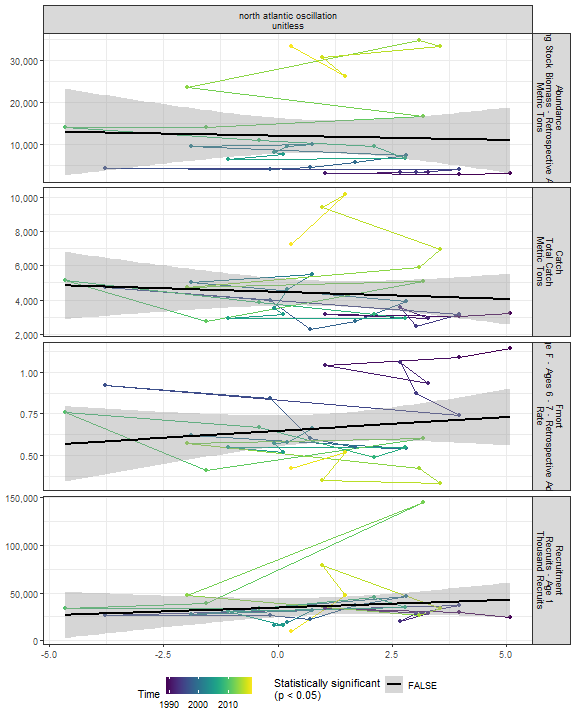 north atlantic oscillation
unitless
30,000
20,000
10,000
Abundance
Stock Biomass - Retrospective
Metric Tons
10,000
8,000
6,000
4,000
2,000
Catch
Total Catch
Metric Tons
1.00
0.75
0.50
Fmort
F - Ages 6 - 7 - Retrospective
Rate
150,000
100,000
50,000
0
Recruitment
Recruits - Age 1
Thousand Recruits
-5.0 -2.5 0.0 2.5 5.0
Time
1990 2000 2010
Statistically significant
(p < 0.05)
FALSE